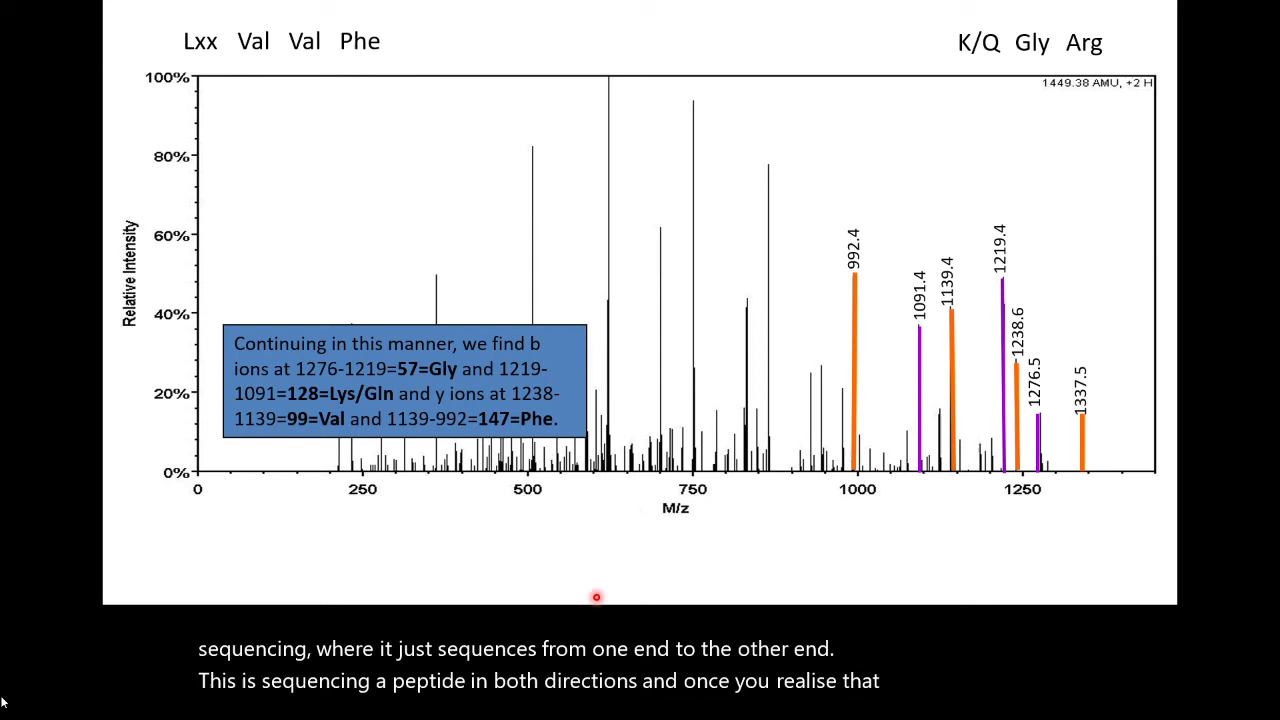 Lxx Val Val Phe
K/Q Gly Arg
1449.38 AMU, +2 H
100%
80%
60%
40%
20%
0%
Relative Intensity
992.4
1091.4
1139.4
1219.4
1238.6
1276.5
1337.5
Continuing in this manner, we find b
ions at 1276-1219=57=Gly and 1219-
1091=128=Lys/Gln and y ions at 1238-
1139=99=Val and 1139-992=147=Phe.
0 250 500 750 1000 1250
M/z
sequencing, where it just sequences from one end to the other end.
This is sequencing a peptide in both directions and once you realise that